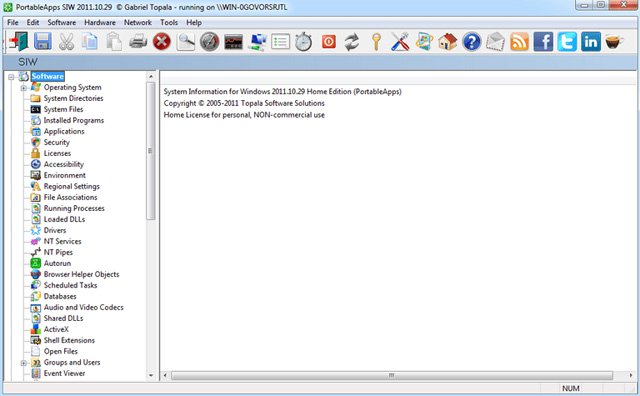 PortableApps SIW 2011.10.29 © Gabriel Topala - running on \\WIN-0GOVORSRJTL
File Edit Software Hardware Network Tools Help
SIW
Software
Operating System
System Directories
System Files
Installed Programs
Applications
Security
Licenses
Accessibility
Environment
Regional Settings
File Associations
Running Processes
Loaded DLLs
Drivers
NT Services
NT Pipes
Autorun
Browser Helper Objects
Scheduled Tasks
Databases
Audio and Video Codecs
Shared DLLs
ActiveX
Shell Extensions
Open Files
Groups and Users
Event Viewer
System Information for Windows 2011.10.29 Home Edition (PortableApps)
Copyright © 2005-2011 Topala Software Solutions
Home License for personal, NON-commercial use
NUM